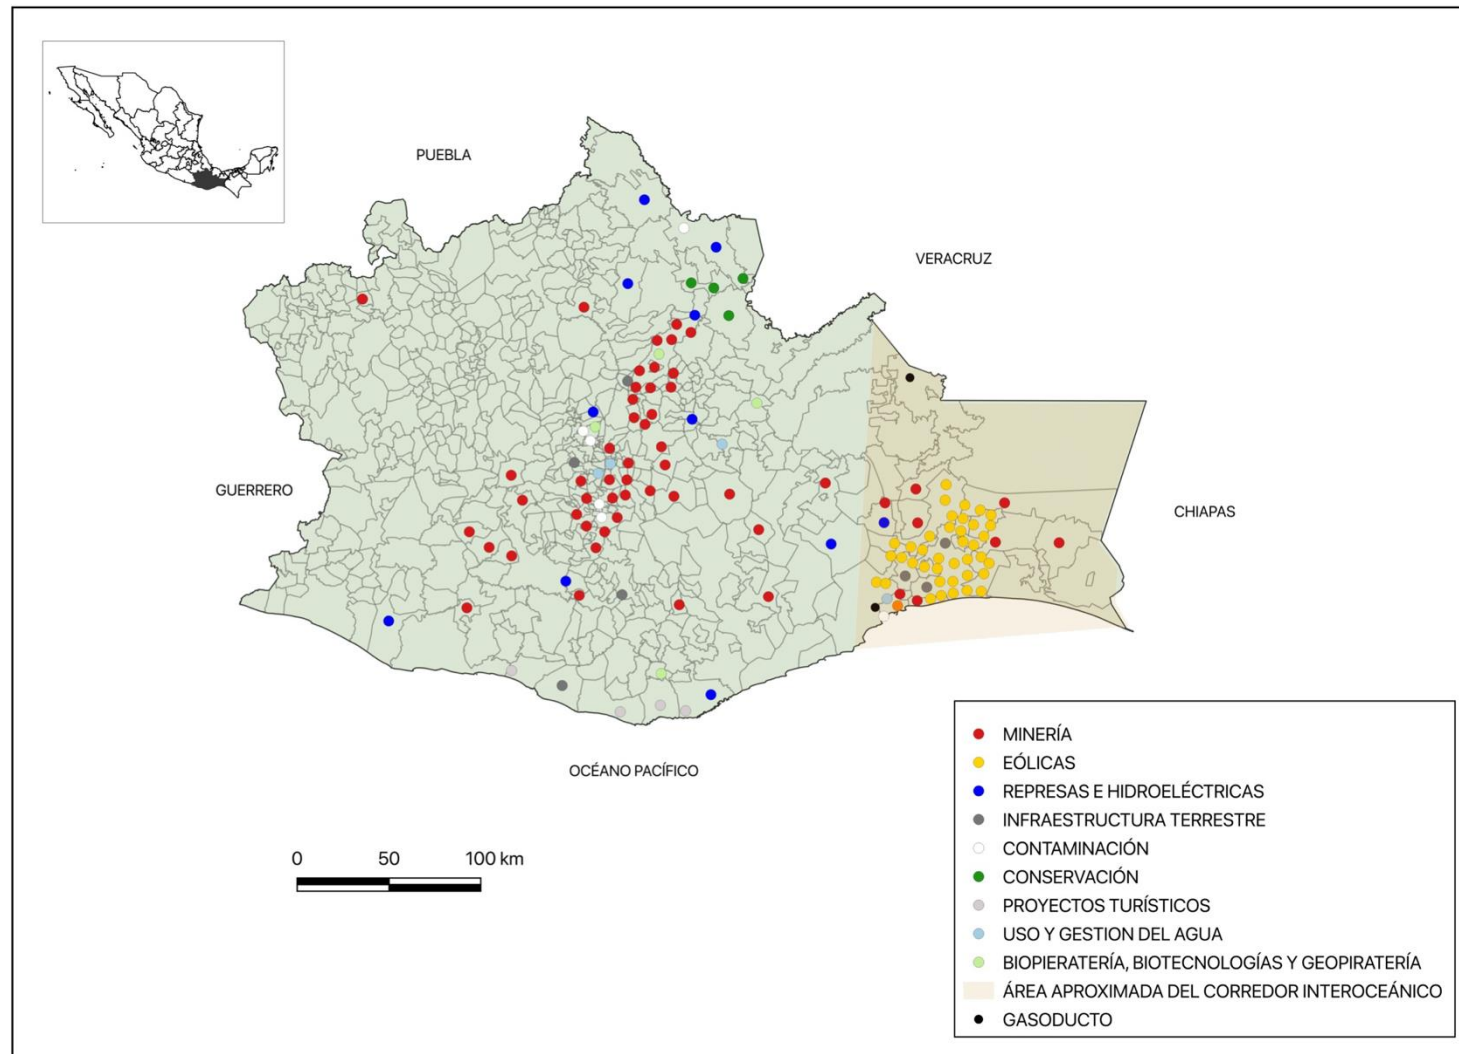 PUEBLA
VERACRUZ
GUERRERO
CHIAPAS
OCÉANO PACÍFICO
0 50 100 km
MINERÍA
EÓLICAS
REPRESAS E HIDROELÉCTRICAS
INFRAESTRUCTURA TERRESTRE
CONTAMINACIÓN
CONSERVACIÓN
PROYECTOS TURÍSTICOS
USO Y GESTION DEL AGUA
BIOPIERATERÍA, BIOTECNOLOGÍAS Y GEOPIRATERÍA
ÁREA APROXIMADA DEL CORREDOR INTEROCEÁNICO
GASODUCTO